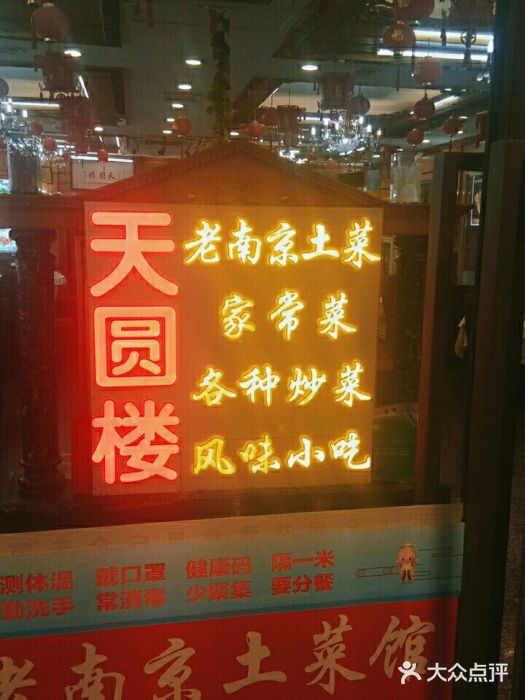 天圆楼
老南京土菜
家常菜
各种炒菜
风味小吃
测体温 戴口罩 健康码 隔一米
勤洗手 常消毒 少聚集 要分餐
老南京土菜馆
大众点评